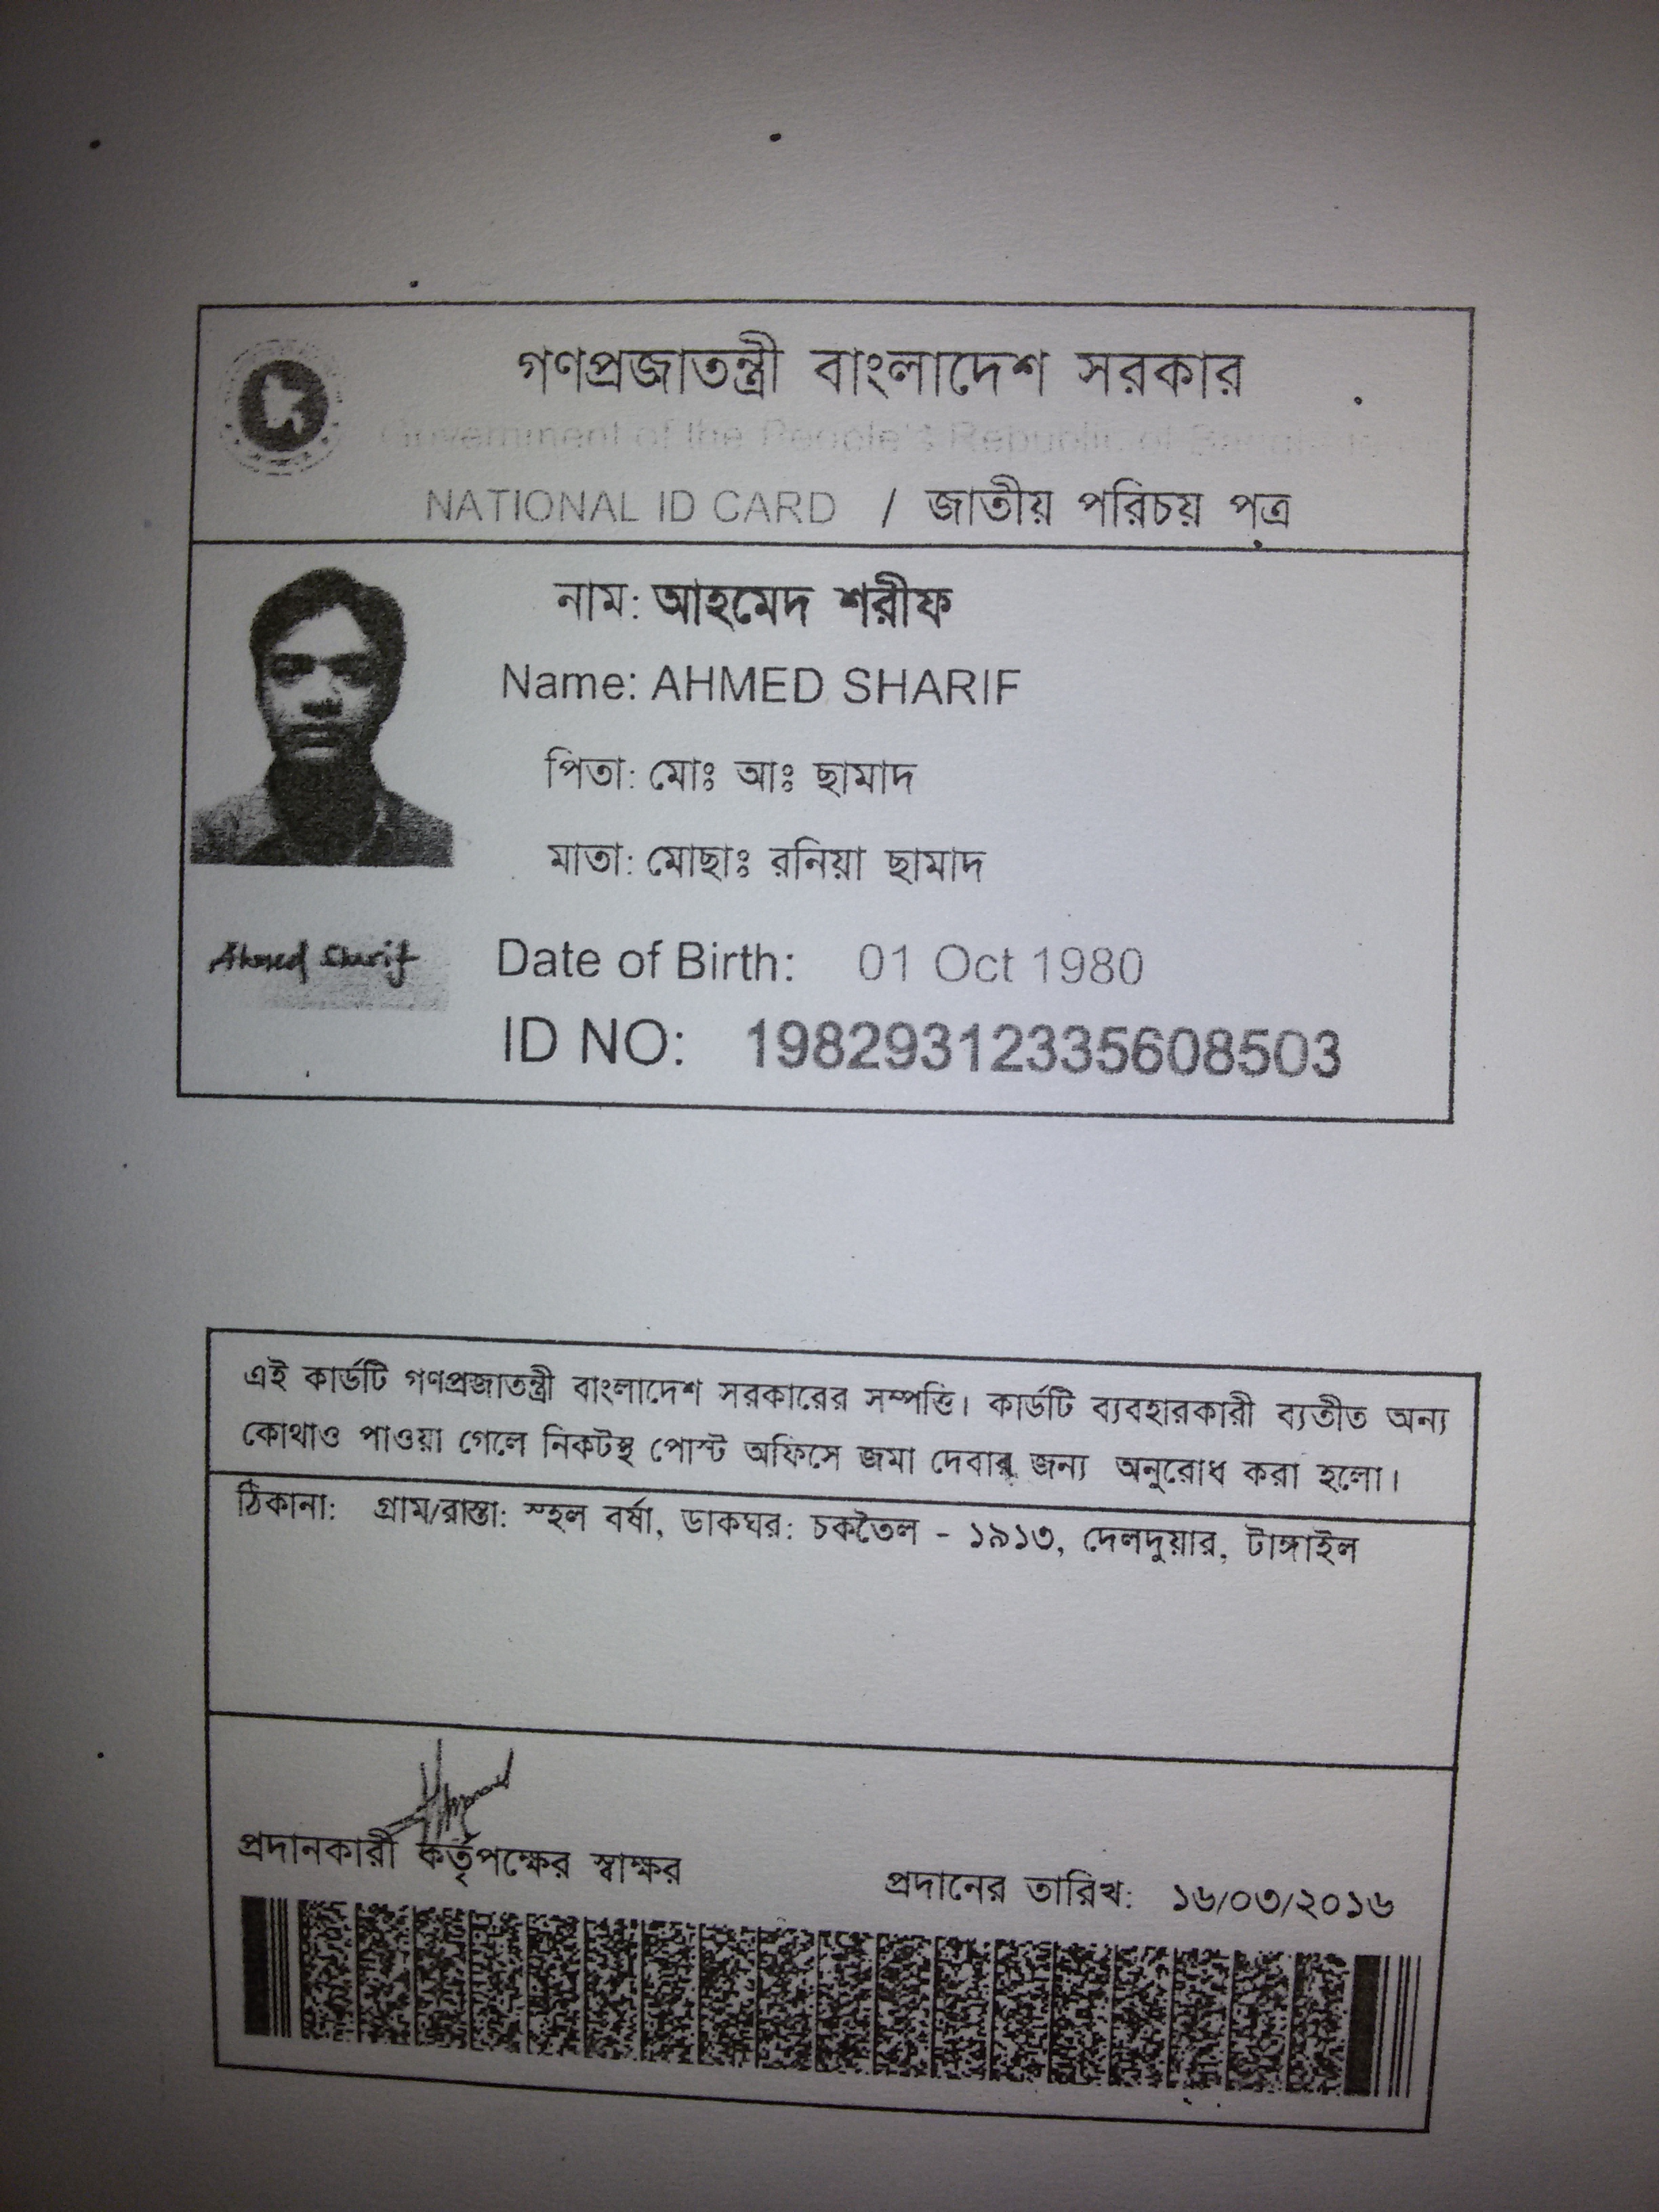 গণপ্রজাতন্ত্রী বাংলাদেশ সরকার
Government of the People's Republic of
NATIONAL ID CARD / জাতীয় পরিচয় পত্র
নাম: আহমেদ শরীফ
Name: AHMED SHARIF
পিতা: মোঃ আঃ ছামাদ
মাতা: মোছাঃ রনিয়া ছামাদ
Ahmed Sharif
Date of Birth: 01 Oct 1980
ID NO: 19829312335608503
এই কার্ডটি গণপ্রজাতন্ত্রী বাংলাদেশ সরকারের সম্পত্তি। কার্ডটি ব্যবহারকারী ব্যতীত অন্য
কোথাও পাওয়া গেলে নিকটস্থ পোস্ট অফিসে জমা দেবার জন্য অনুরোধ করা হলো।
ঠিকানা: গ্রাম/রাস্তা: স্হল বর্ষা, ডাকঘর: চকতৈল - ১৯১৩, দেলদুয়ার, টাঙ্গাইল
প্রদানকারী কর্তৃপক্ষের স্বাক্ষর
প্রদানের তারিখ: ১৬/০৩/২০১৬